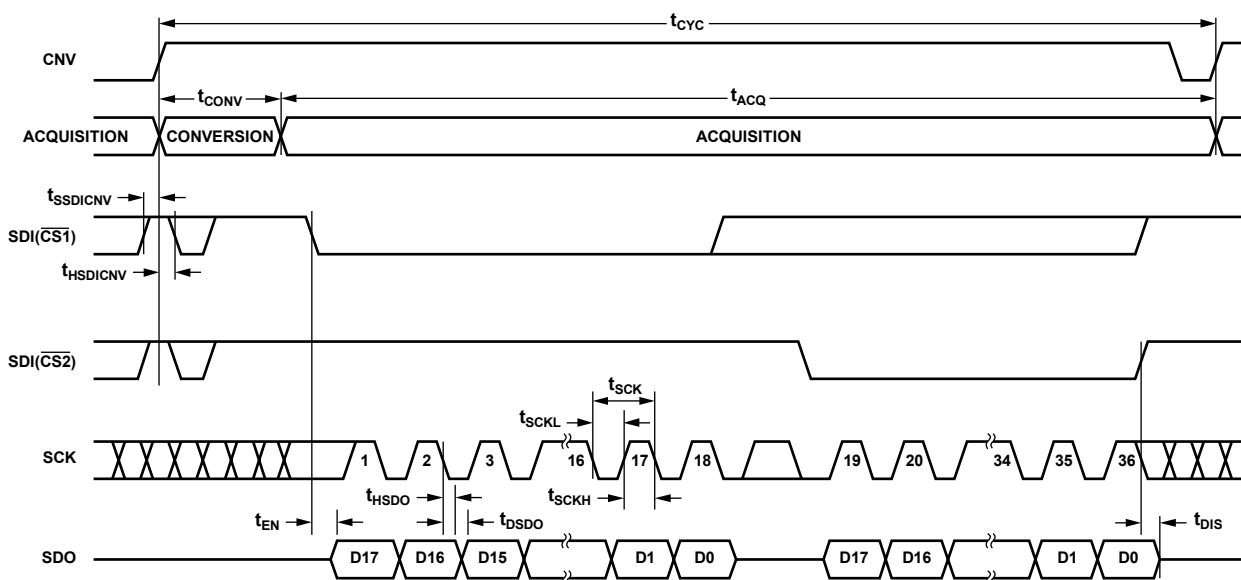 tCYC
CNV
tCONV
tACQ
ACQUISITION
CONVERSION
ACQUISITION
tSSDICNV
SDI(CS1)
tHSDICNV
SDI(CS2)
tSCK
tSCKL
SCK
1 2 3 16 17 18 19 20 34 35 36
tHSDO
tSCKH
tEN
tDSDO
tDIS
SDO
D17 D16 D15 D1 D0 D17 D16 D1 D0